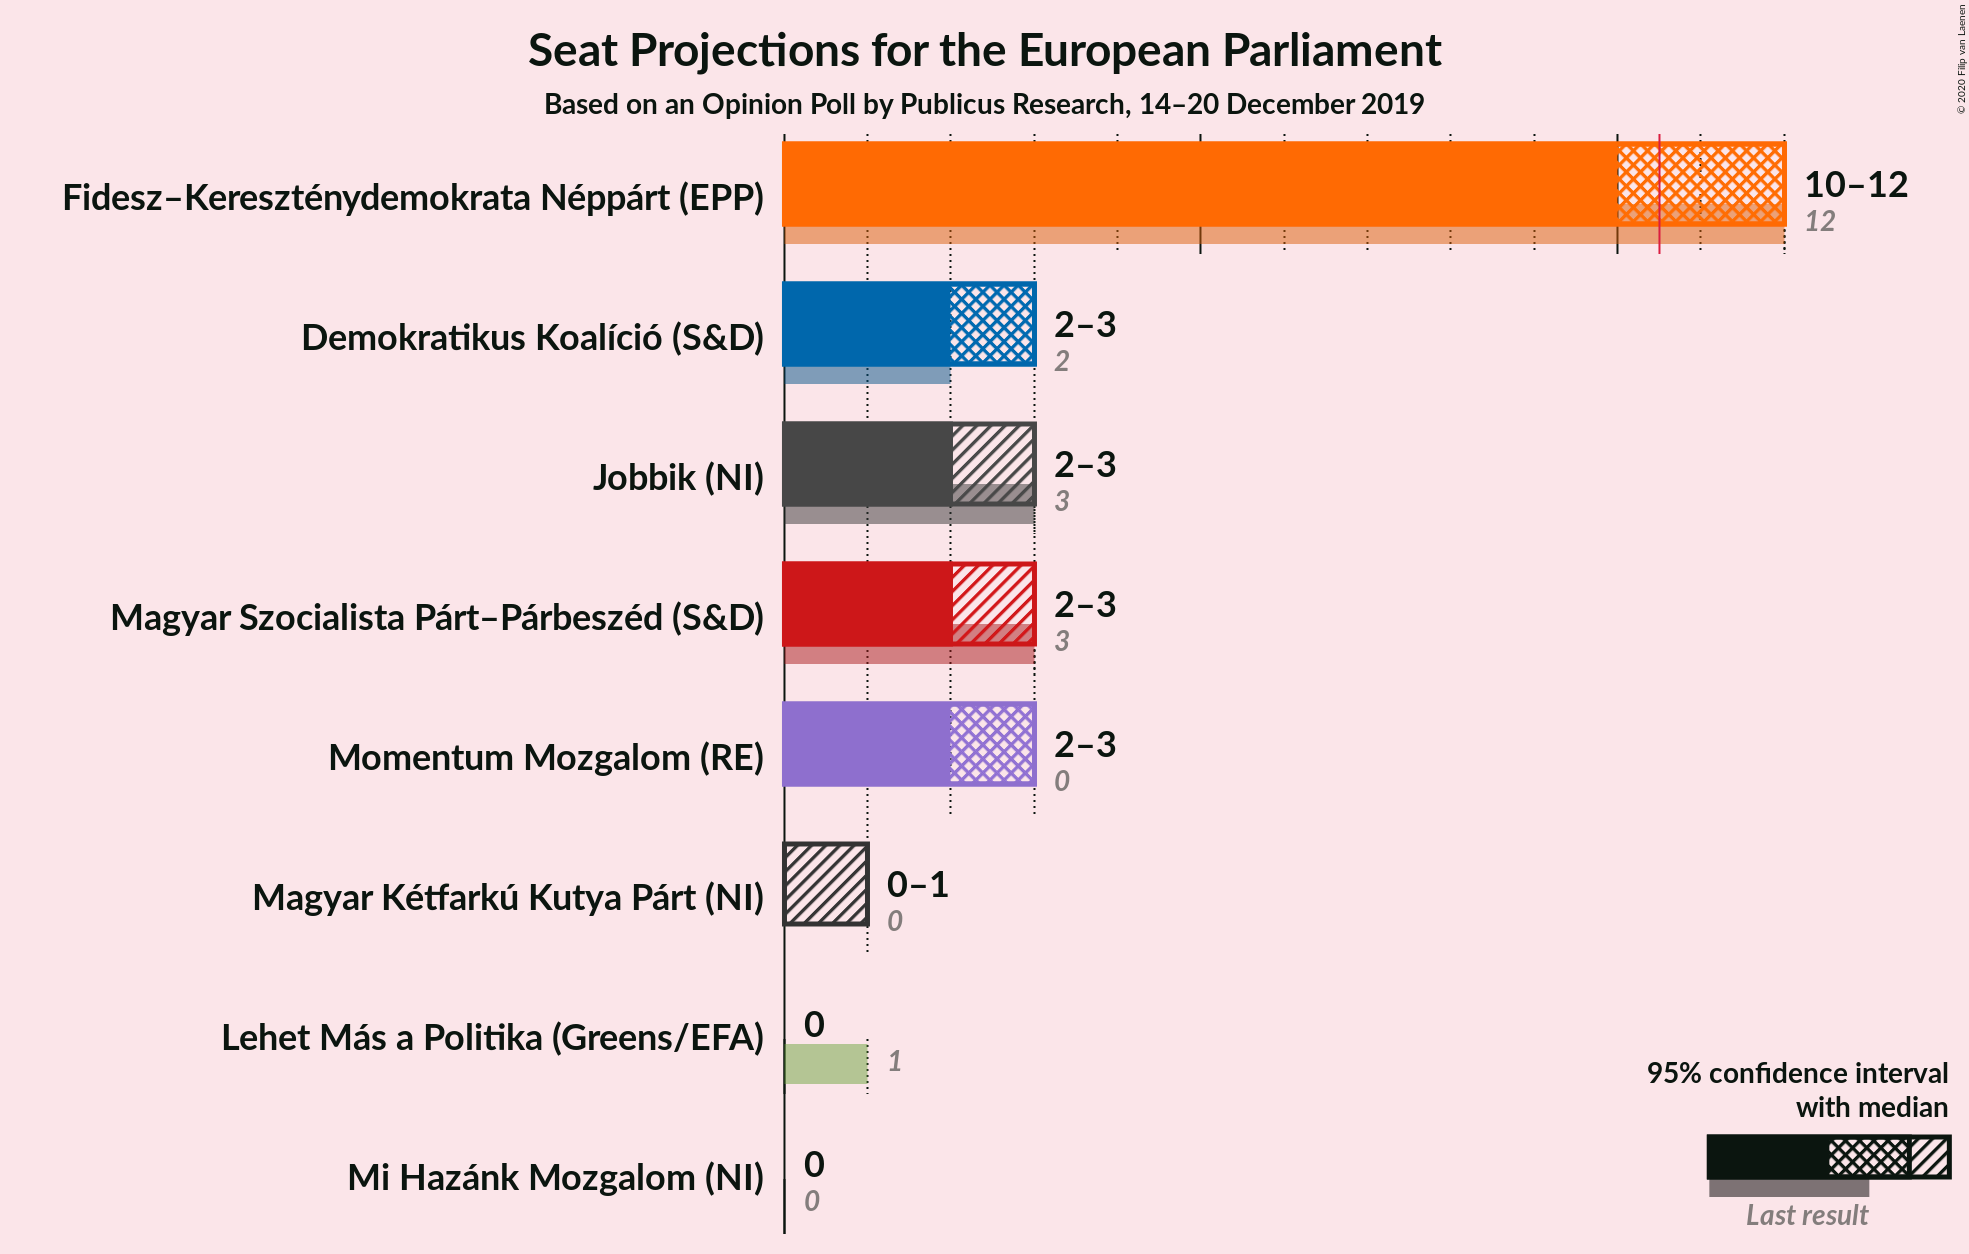 Seat Projections for the European Parliament
Based on an Opinion Poll by Publicus Research, 14–20 December 2019
© 2020 Filip van Laenen
Fidesz–Kereszténydemokrata Néppárt (EPP)
10–12
12
Demokratikus Koalíció (S&D)
2–3
2
Jobbik (NI)
2–3
3
Magyar Szocialista Párt–Párbeszéd (S&D)
2–3
3
Momentum Mozgalom (RE)
2–3
0
Magyar Kétfarkú Kutya Párt (NI)
0–1
0
Lehet Más a Politika (Greens/EFA)
0
1
Mi Hazánk Mozgalom (NI)
0
0
95% confidence interval
with median
Last result